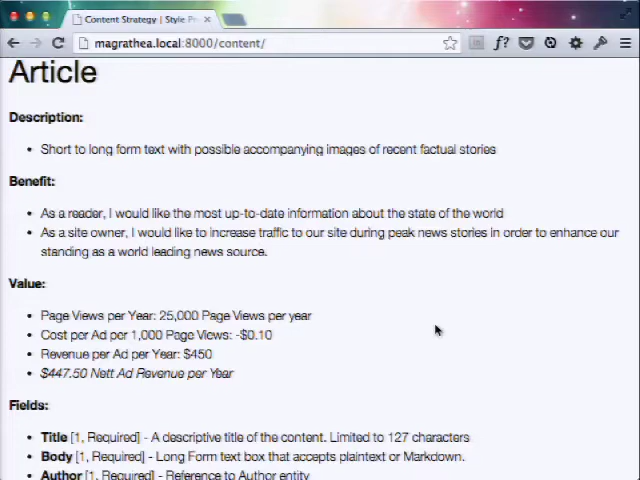 Content Strategy | Style Pr
magrathea.local:8000/content/
f?
Article
Description:
• Short to long form text with possible accompanying images of recent factual stories
Benefit:
• As a reader, I would like the most up-to-date information about the state of the world
• As a site owner, I would like to increase traffic to our site during peak news stories in order to enhance our
standing as a world leading news source.
Value:
• Page Views per Year: 25,000 Page Views per year
• Cost per Ad per 1,000 Page Views: -$0.10
• Revenue per Ad per Year: $450
• $447.50 Nett Ad Revenue per Year
Fields:
• Title [1, Required] - A descriptive title of the content. Limited to 127 characters
• Body [1, Required] - Long Form text box that accepts plaintext or Markdown.
• Author [1, Required] - Reference to Author entity